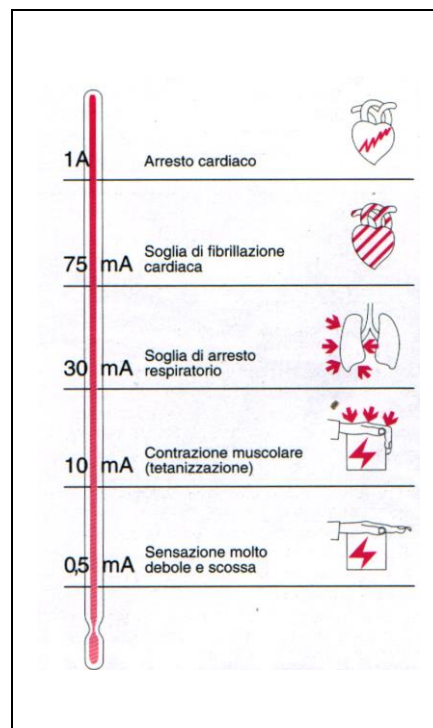 1A Arresto cardiaco
Soglia di fibrillazione
75 mA cardiaca
Soglia di arresto
30 mA respiratorio
Contrazione muscolare
10 mA (tetanizzazione)
Sensazione molto
0,5 mA debole e scossa